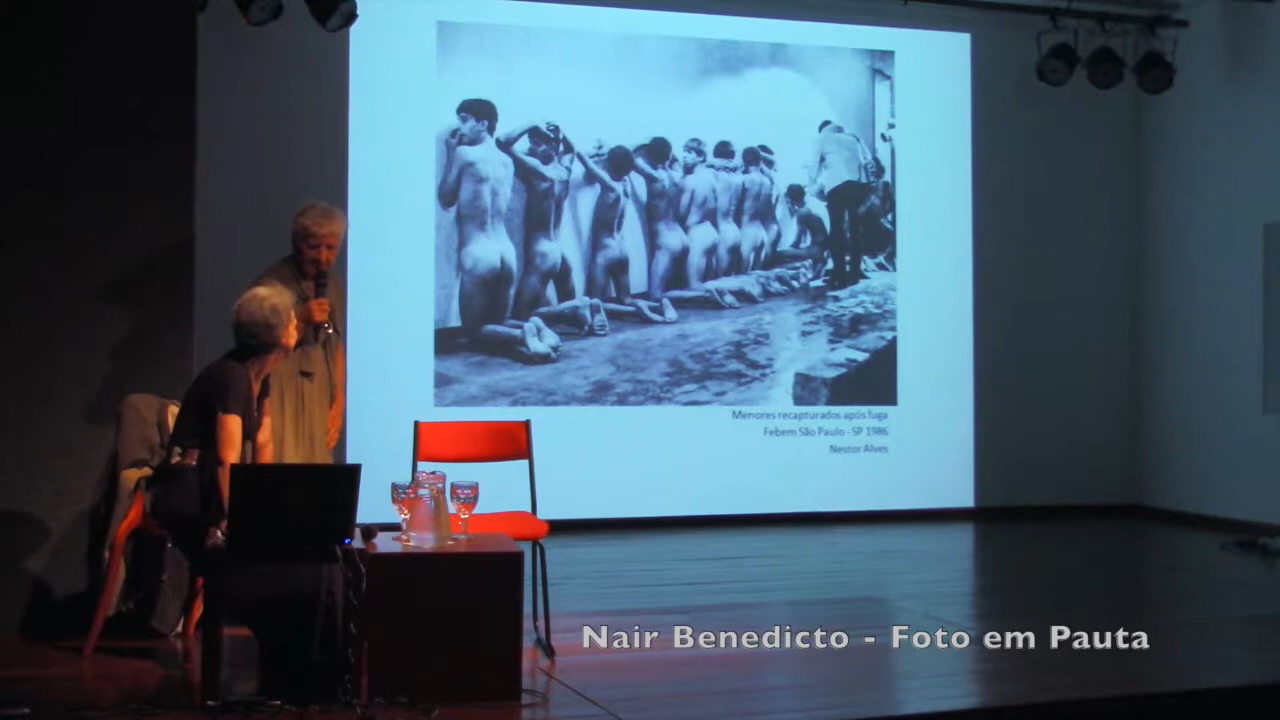 Menores recapturados após fuga
Febem São Paulo - SP 1986
Nestor Alves
Nair Benedicto - Foto em Pauta